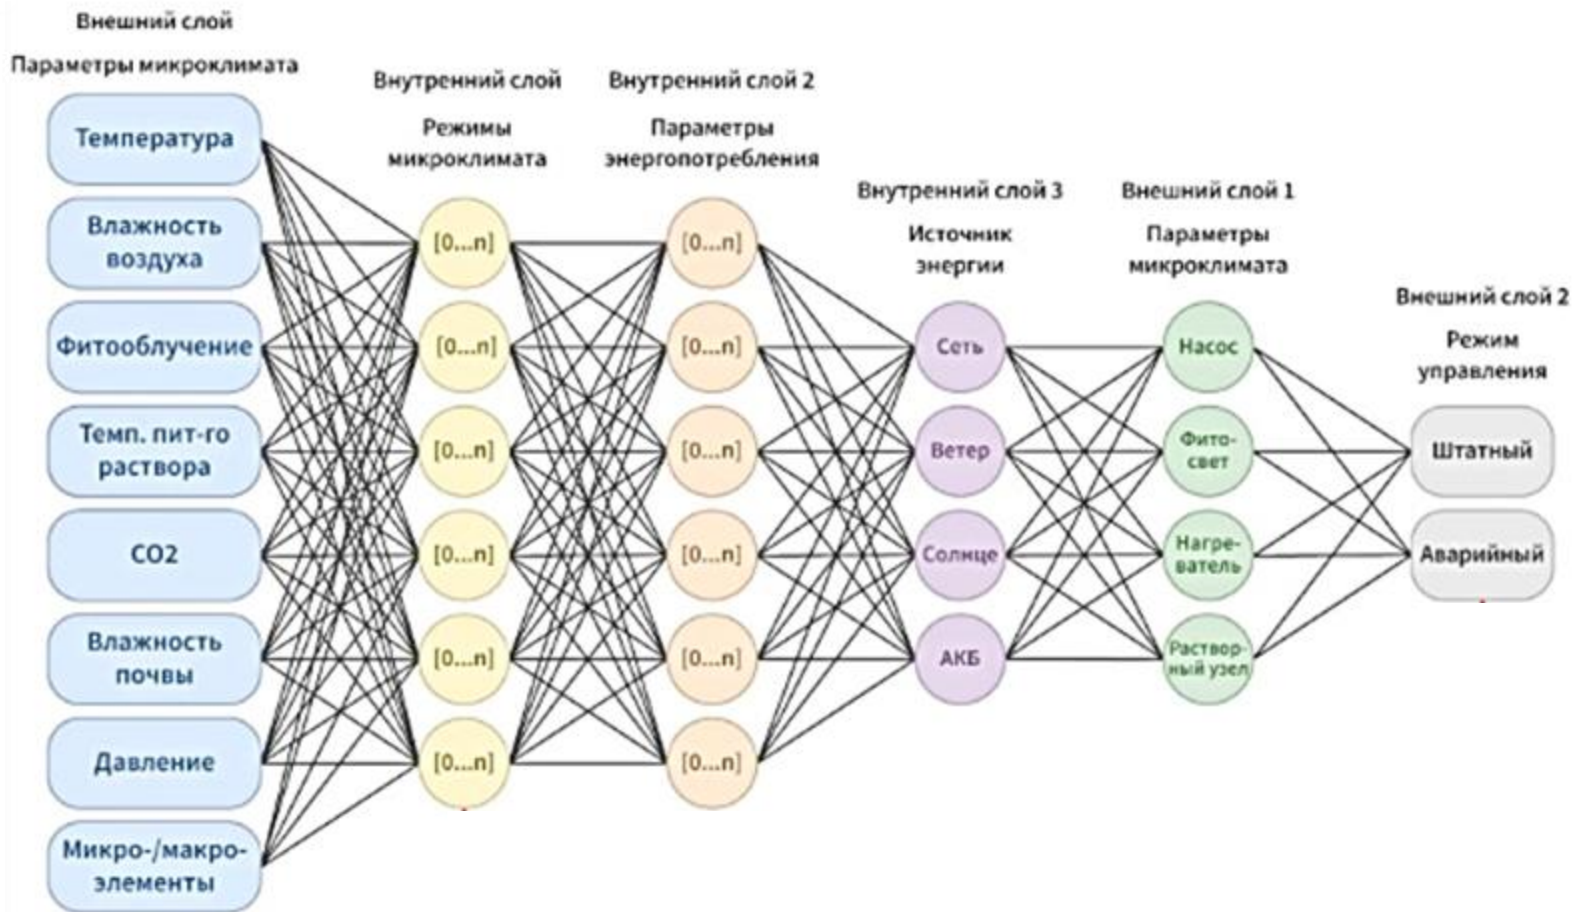 Внешний слой
Параметры микроклимата
Температура
Влажность
воздуха
Фитооблучение
Темп. пит-го
раствора
СО2
Влажность
почвы
Давление
Микро-/макро-
элементы
Внутренний слой
Режимы
микроклимата
[0...n]
[0...n]
[0...n]
[0...n]
[0...n]
[0...n]
Внутренний слой 2
Параметры
энергопотребления
[0...n]
[0...n]
[0...n]
[0...n]
[0...n]
[0...n]
Внутренний слой 3
Источник
энергии
Сеть
Ветер
Солнце
АКБ
Внешний слой 1
Параметры
микроклимата
Насос
Фито-
свет
Нагре-
ватель
Раствор-
ный узел
Внешний слой 2
Режим
управления
Штатный
Аварийный